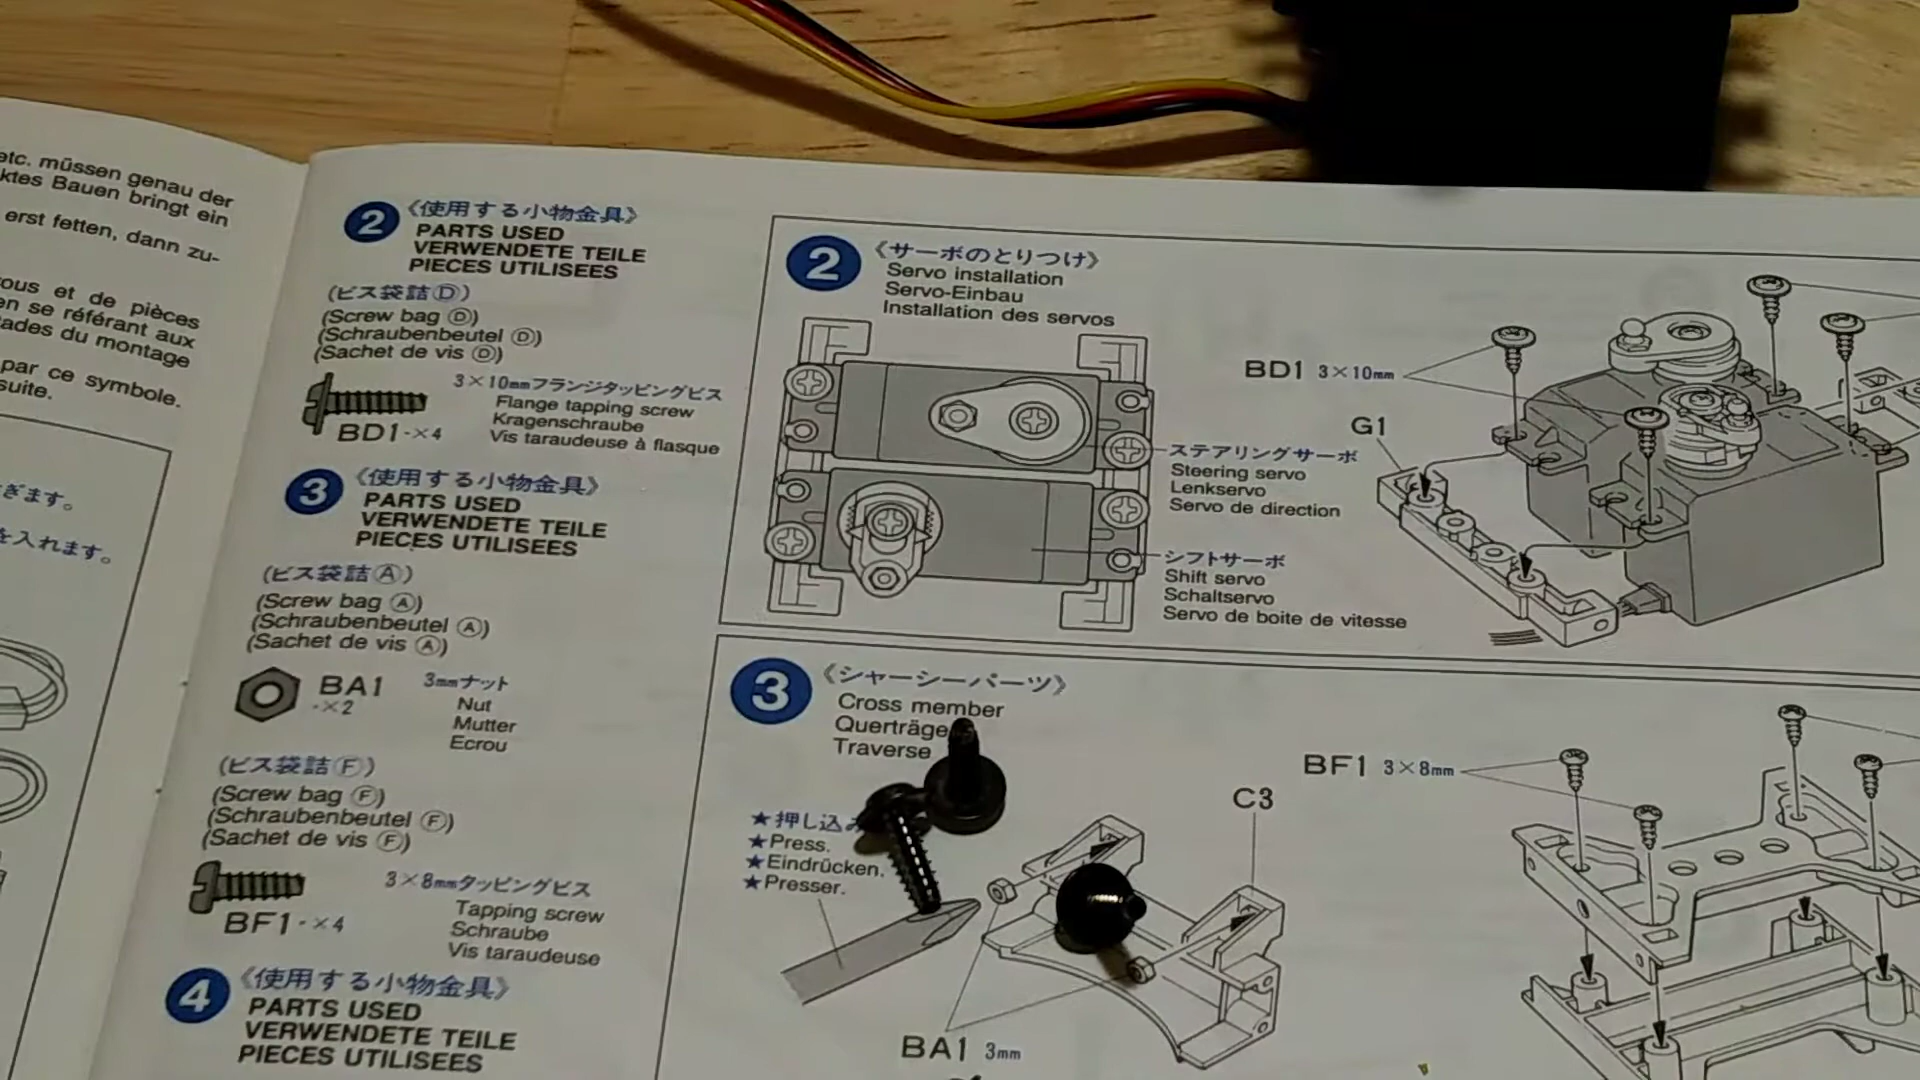 etc. müssen genau der
ktes Bauen bringt ein
erst fetten, dann zu-
ous et de pièces
en se référant aux
ades du montage
par ce symbole.
suite.
ぎます。
を入れます。
2 《使用する小物金具》
PARTS USED
VERWENDETE TEILE
PIECES UTILISEES
(ビス袋詰Ⓓ)
(Screw bag Ⓓ)
(Schraubenbeutel Ⓓ)
(Sachet de vis Ⓓ)
3×10mmフランジタッピングビス
Flange tapping screw
Kragenschraube
Vis taraudeuse à flasque
BD1 ·×4
3 《使用する小物金具》
PARTS USED
VERWENDETE TEILE
PIECES UTILISEES
(ビス袋詰Ⓐ)
(Screw bag Ⓐ)
(Schraubenbeutel Ⓐ)
(Sachet de vis Ⓐ)
BA1
·×2
3mmナット
Nut
Mutter
Ecrou
(ビス袋詰Ⓕ)
(Screw bag Ⓕ)
(Schraubenbeutel Ⓕ)
(Sachet de vis Ⓕ)
3×8mmタッピングビス
Tapping screw
Schraube
Vis taraudeuse
BF1 ·×4
4 《使用する小物金具》
PARTS USED
VERWENDETE TEILE
PIECES UTILISEES
2 《サーボのとりつけ》
Servo installation
Servo-Einbau
Installation des servos
ステアリングサーボ
Steering servo
Lenkservo
Servo de direction
シフトサーボ
Shift servo
Schaltservo
Servo de boite de vitesse
BD1 3×10mm
G1
3 《シャーシーパーツ》
Cross member
Querträge
Traverse
★押し込み
★Press.
★Eindrücken.
★Presser.
C3
BA1 3mm
BF1 3×8mm